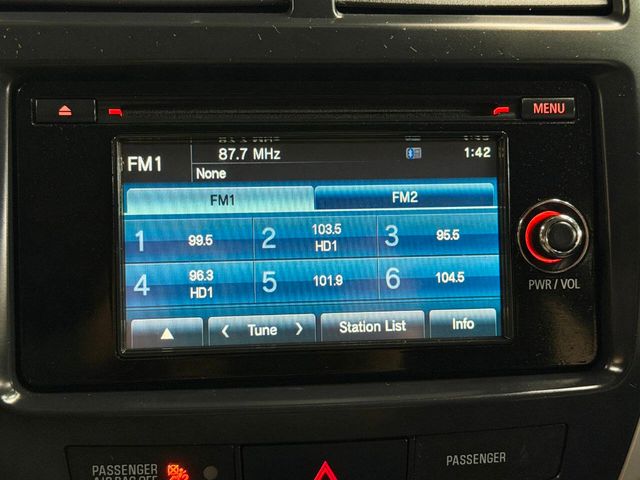 MENU
FM1
87.7 MHz
1:42
None
FM1
FM2
1
99.5
2
103.5
HD1
3
95.5
4
96.3
HD1
5
101.9
6
104.5
PWR / VOL
< Tune >
Station List
Info
PASSENGER
AIRBAG OFF
PASSENGER